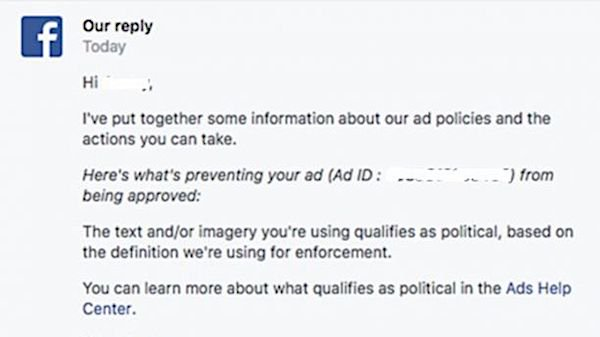 Our reply
Today
Hi
I've put together some information about our ad policies and the
actions you can take.
Here's what's preventing your ad (Ad ID : ) from
being approved:
The text and/or imagery you're using qualifies as political, based on
the definition we're using for enforcement.
You can learn more about what qualifies as political in the Ads Help
Center.